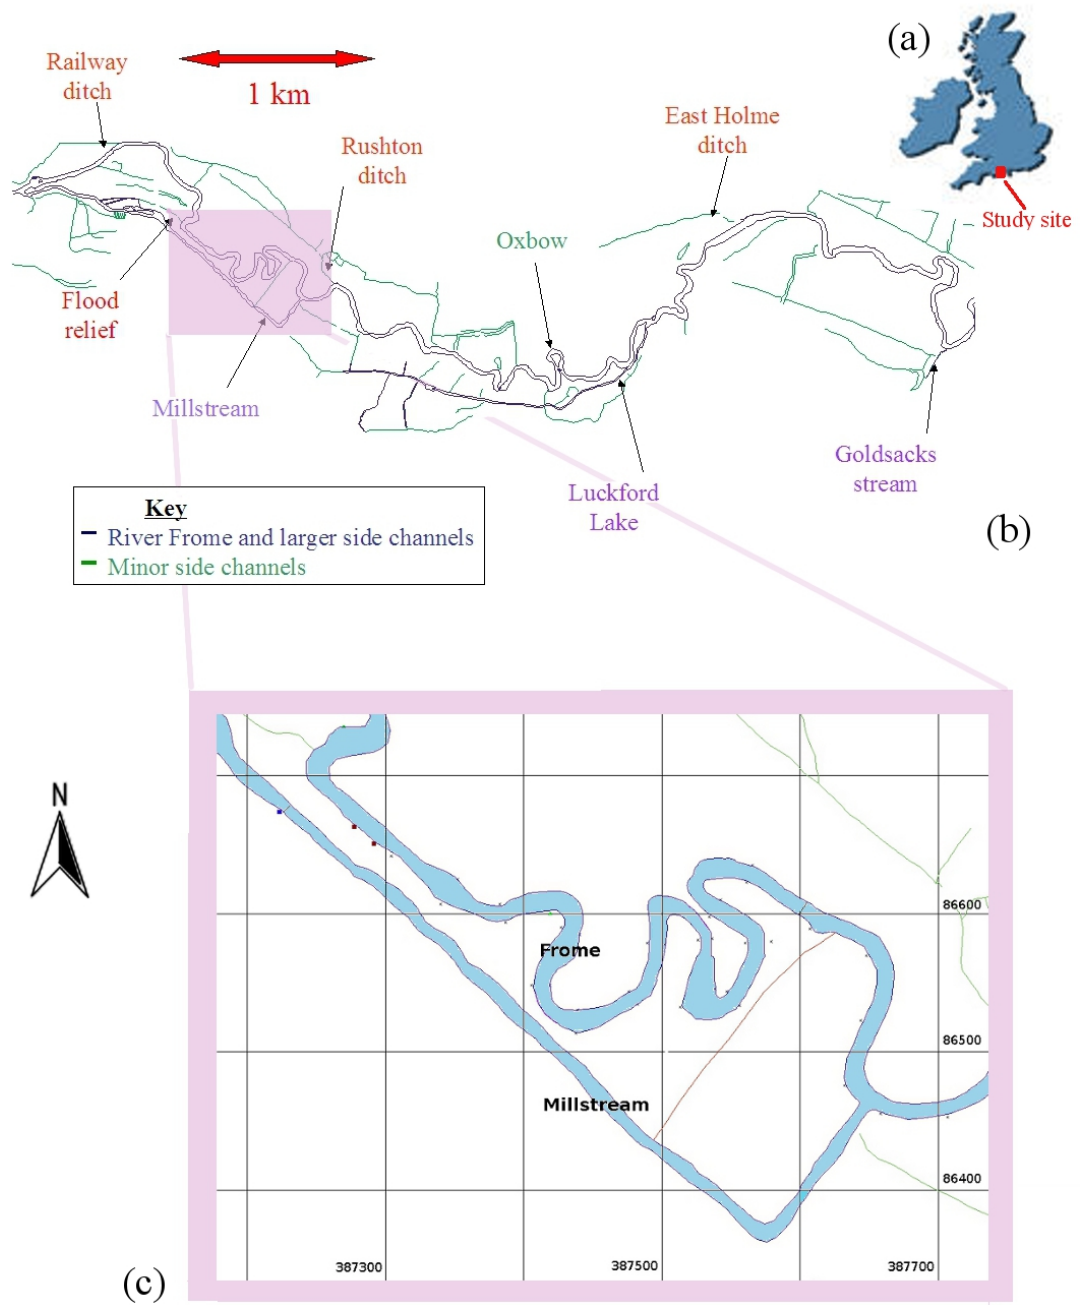 (a)
Railway
ditch
1 km
Rushton
ditch
East Holme
ditch
Study site
Oxbow
Flood
relief
Millstream
Goldsacks
stream
Luckford
Lake
(b)
Key
River Frome and larger side channels
Minor side channels
N
86600
Frome
86500
Millstream
86400
387300
387500
387700
(c)